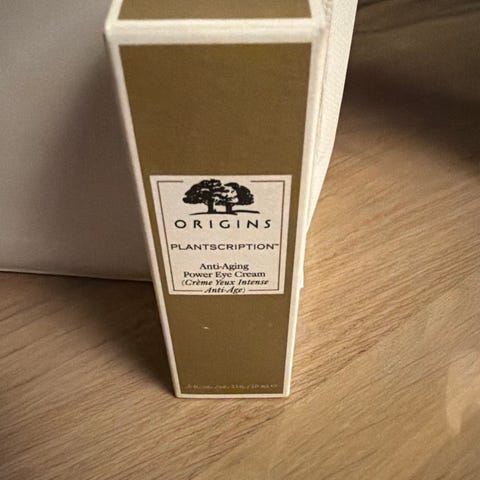 ORIGINS
PLANTSCRIPTION™
Anti-Aging
Power Eye Cream
(Crème Yeux Intense
Anti-Âge)